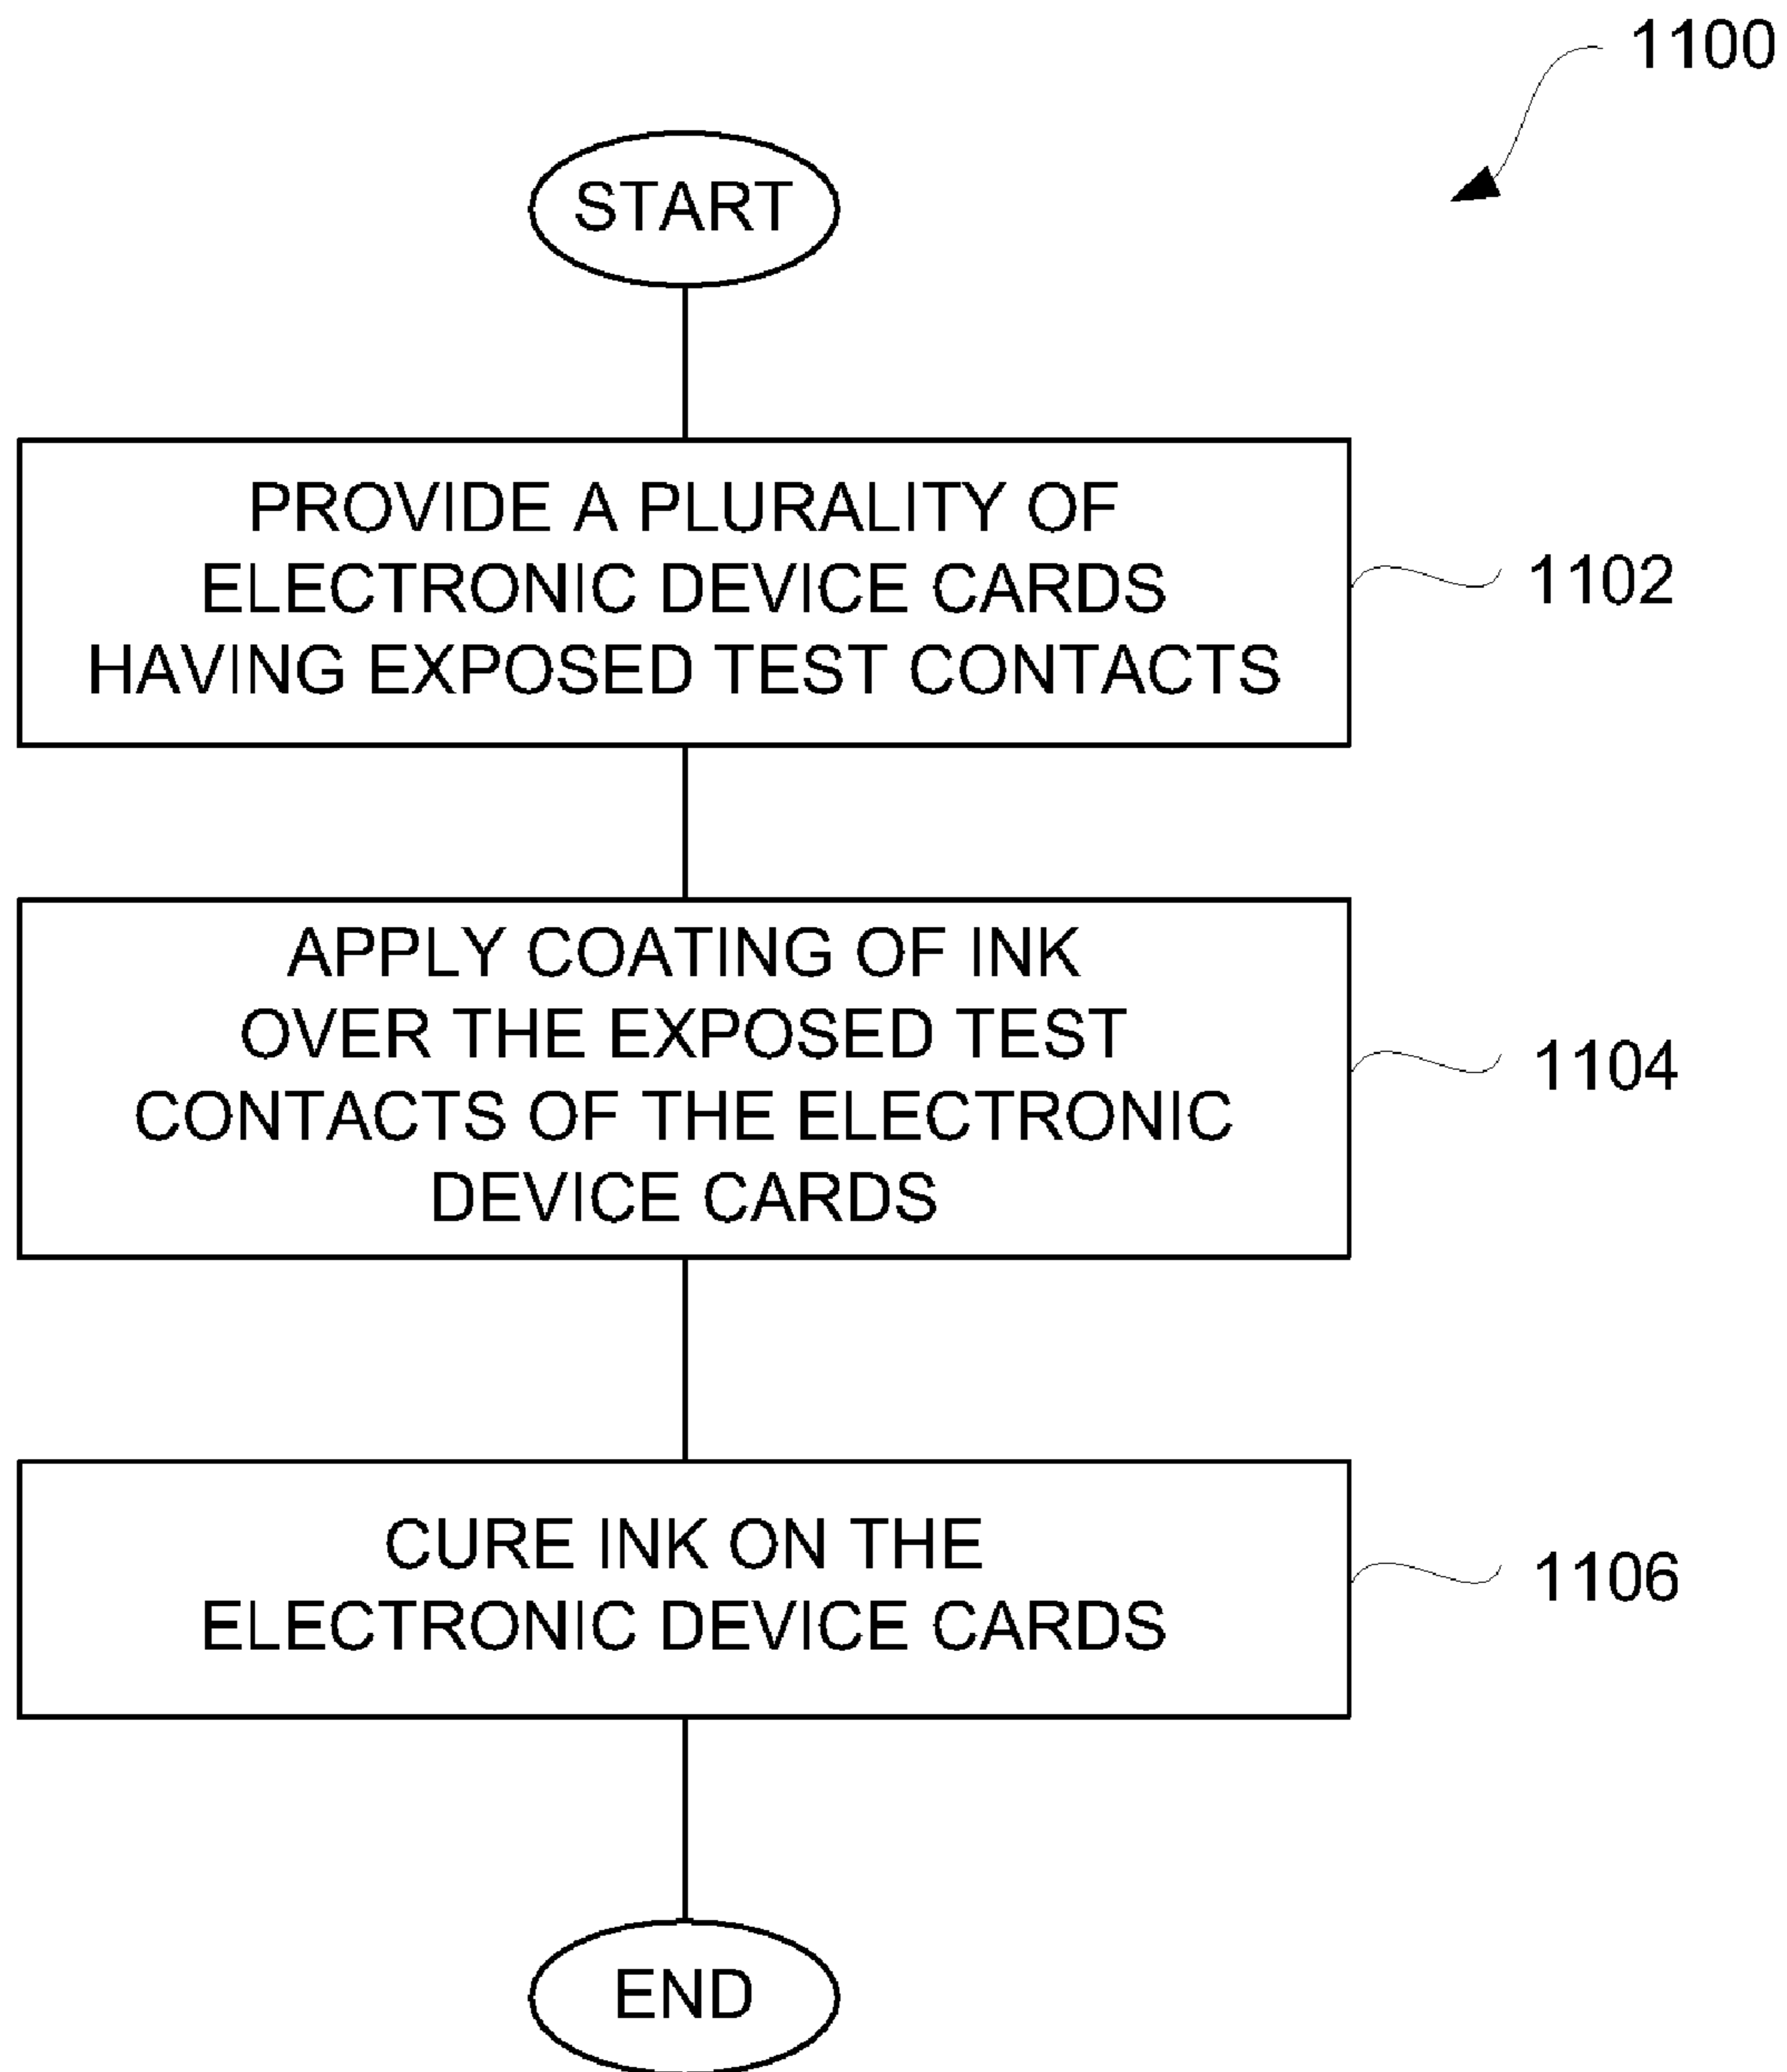 1100
START
PROVIDE A PLURALITY OF
ELECTRONIC DEVICE CARDS
HAVING EXPOSED TEST CONTACTS
1102
APPLY COATING OF INK
OVER THE EXPOSED TEST
CONTACTS OF THE ELECTRONIC
DEVICE CARDS
1104
CURE INK ON THE
ELECTRONIC DEVICE CARDS
1106
END